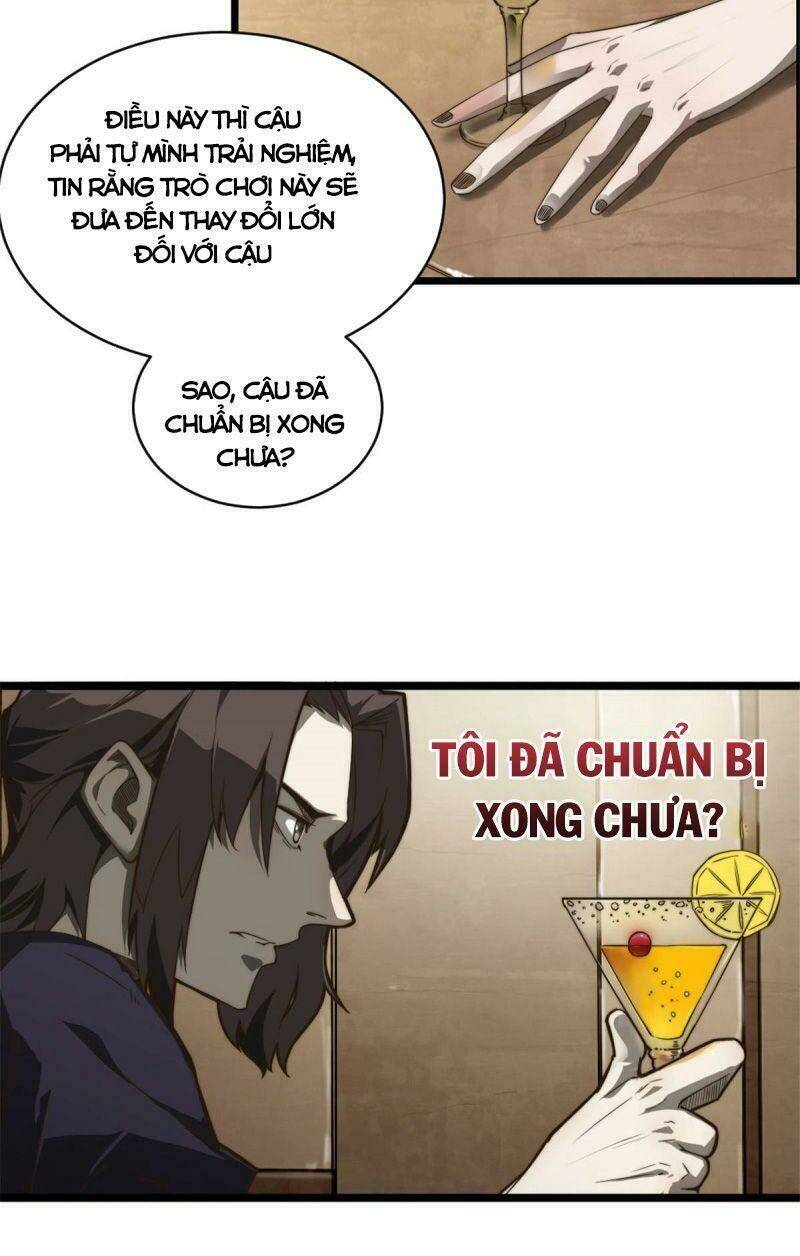 ĐIỀU NÀY THÌ CẬU
PHẢI TỰ MÌNH TRẢI NGHIỆM,
TIN RẰNG TRÒ CHƠI NÀY SẼ
ĐƯA ĐẾN THAY ĐỔI LỚN
ĐỐI VỚI CẬU
SAO, CẬU ĐÃ
CHUẨN BỊ XONG
CHƯA?
TÔI ĐÃ CHUẨN BỊ
XONG CHƯA?